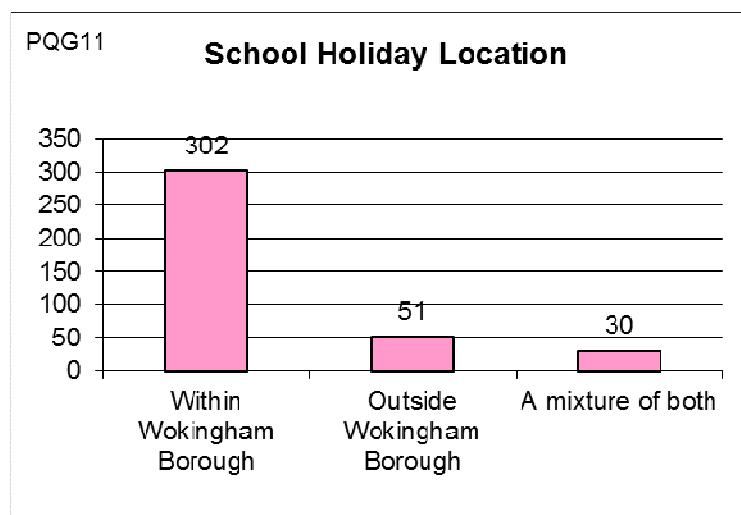 PQG11
School Holiday Location
350
300
250
200
150
100
50
0
302
51
30
Within
Wokingham
Borough
Outside
Wokingham
Borough
A mixture of both